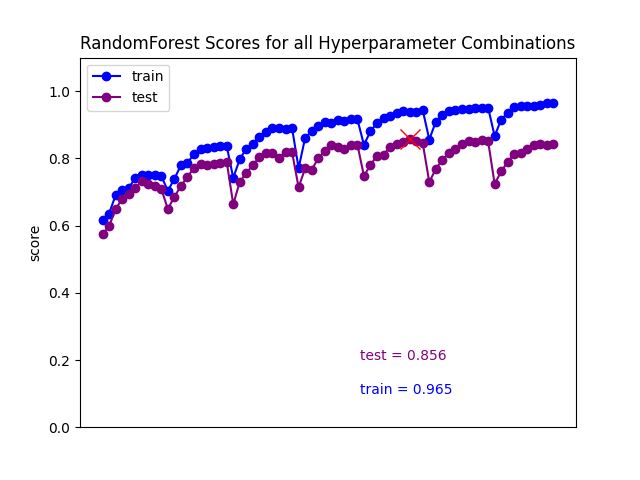 RandomForest Scores for all Hyperparameter Combinations
train
test
1.0
0.8
0.6
0.4
0.2
0.0
score
test = 0.856
train = 0.965